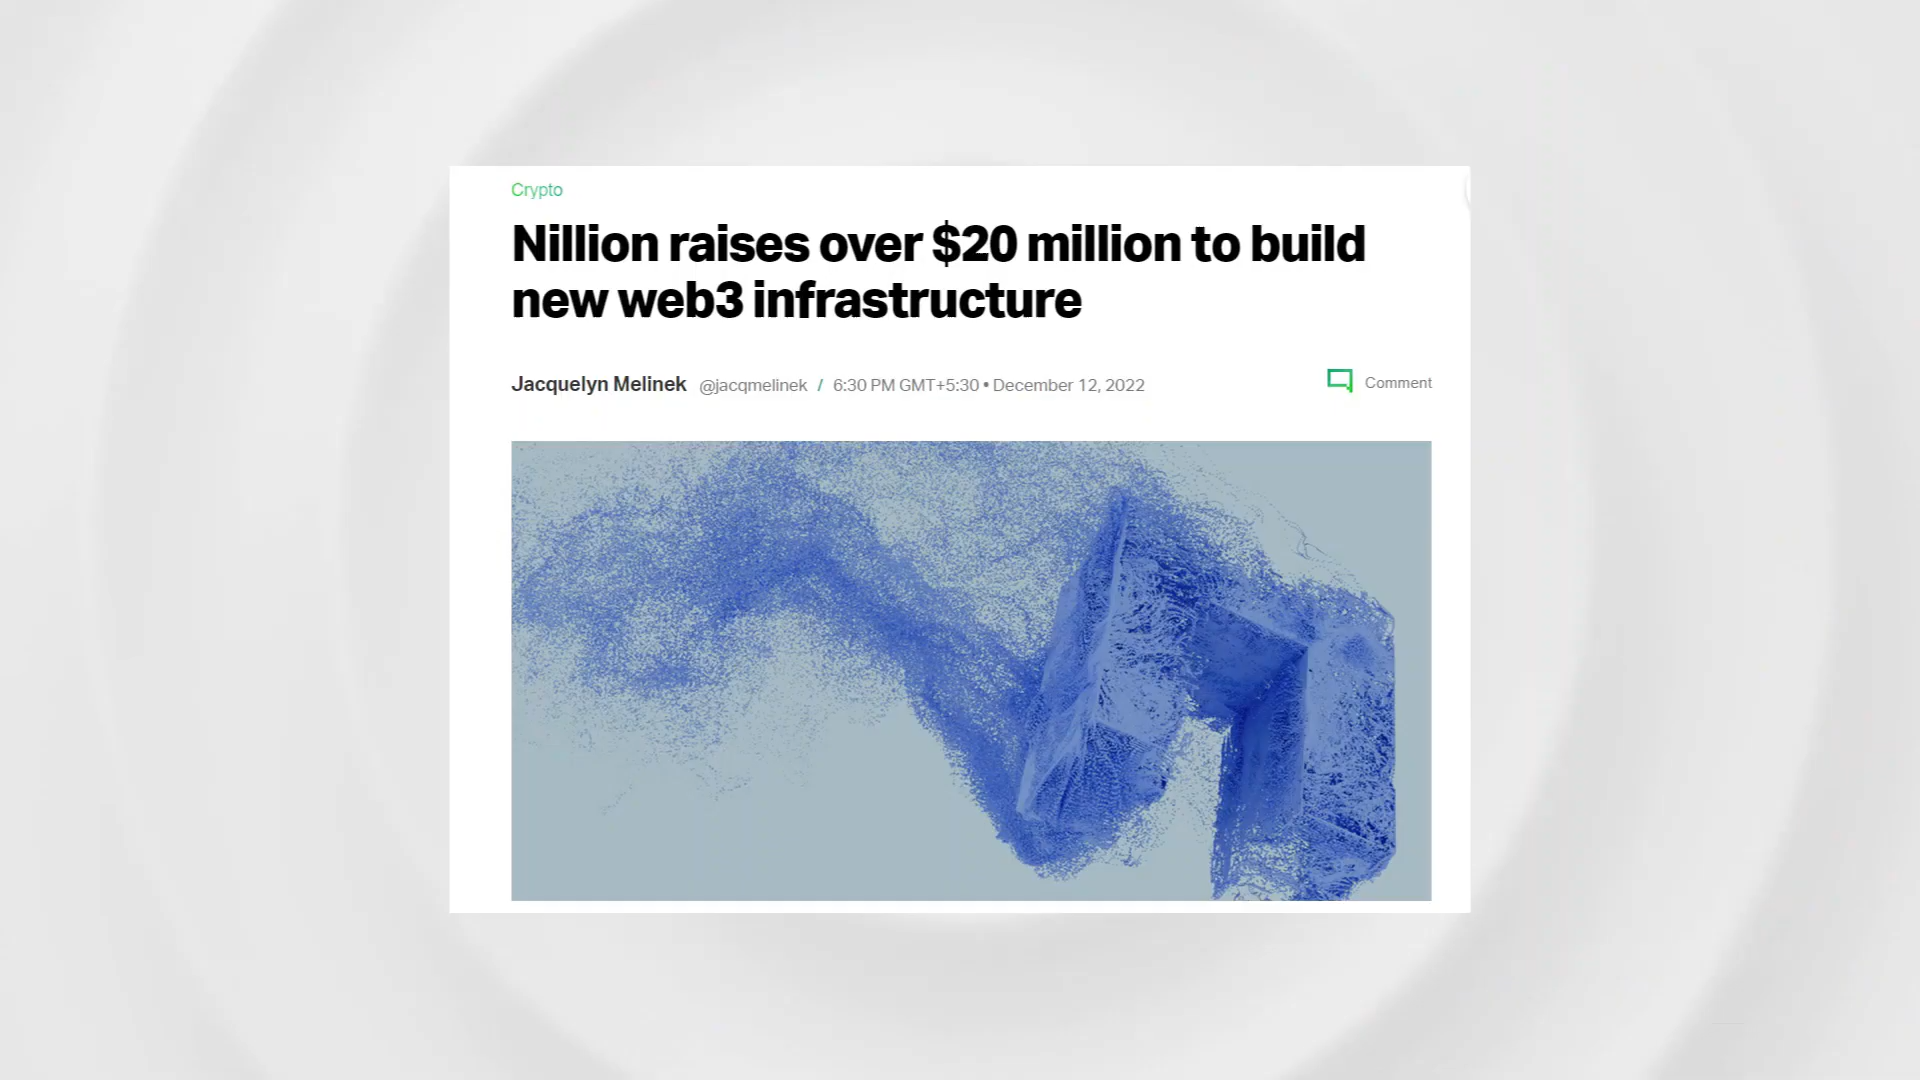 Crypto
Nillion raises over $20 million to build
new web3 infrastructure
Jacquelyn Melinek @jacqmelinek / 6:30 PM GMT+5:30 • December 12, 2022
Comment